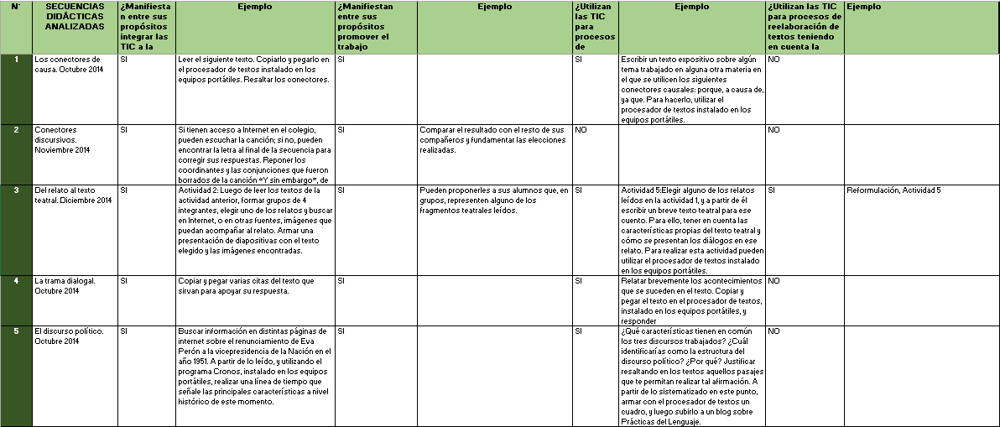 N°
SECUENCIAS
DIDÁCTICAS
ANALIZADAS
¿Manifiesta
n entre sus
propósitos
integrar las
TIC a la
Ejemplo
¿Manifiestan
entre sus
propósitos
promover el
trabajo
Ejemplo
¿Utilizan
las TIC
para
procesos
de
Ejemplo
¿Utilizan las TIC
para procesos de
reelaboración de
textos teniendo
en cuenta la
Ejemplo
1
Los conectores de
causa. Octubre 2014
SI
Leer el siguiente texto. Copiarlo y pegarlo en
el procesador de textos instalado en los
equipos portátiles. Resaltar los conectores.
SI
SI
Escribir un texto expositivo sobre algún
tema trabajado en alguna otra materia en
el que se utilicen los siguientes
conectores causales: porque, a causa de,
ya que. Para hacerlo, utilizar el
procesador de textos instalado en los
equipos portátiles.
NO
2
Conectores
discursivos.
Noviembre 2014
SI
Si tienen acceso a Internet en el colegio,
pueden escuchar la canción; si no, pueden
encontrar la letra al final de la secuencia para
corregir sus respuestas. Reponer los
coordinantes y las conjunciones que fueron
borrados de la canción “Y sin embargo”, de
SI
Comparar el resultado con el resto de sus
compañeros y fundamentar las elecciones
realizadas.
NO
NO
3
Del relato al texto
teatral. Diciembre 2014
SI
Actividad 2: Luego de leer los textos de la
actividad anterior, formar grupos de 4
integrantes, elegir uno de los relatos y buscar
en Internet, o en otras fuentes, imágenes que
puedan acompañar al relato. Armar una
presentación de diapositivas con el texto
elegido y las imágenes encontradas.
SI
Pueden proponerles a sus alumnos que, en
grupos, representen alguno de los
fragmentos teatrales leídos.
SI
Actividad 5:Elegir alguno de los relatos
leídos en la actividad 1, y a partir de él
escribir un breve texto teatral para ese
cuento. Para ello, tener en cuenta las
características propias del texto teatral y
cómo se presentan los diálogos en ese
relato. Para realizar esta actividad pueden
utilizar el procesador de textos instalado
en los equipos portátiles.
SI
Reformulación, Actividad 5
4
La trama dialogal.
Octubre 2014
SI
Copiar y pegar varias citas del texto que
sirvan para apoyar su respuesta.
SI
SI
Relatar brevemente los acontecimientos
que se suceden en el texto. Copiar y
pegar el texto en el procesador de textos,
instalado en los equipos portátiles, y
responder
NO
5
El discurso político.
Octubre 2014
SI
Buscar información en distintas páginas de
internet sobre el renunciamiento de Eva
Perón a la vicepresidencia de la Nación en el
año 1951. A partir de lo leído, y utilizando el
programa Cronos, instalado en los equipos
portátiles, realizar una línea de tiempo que
señale las principales características a nivel
histórico de este momento.
SI
SI
¿Qué características tienen en común
los tres discursos trabajados? ¿Cuál
identificarías como la estructura del
discurso político? ¿Por qué? Justificar
resaltando en los textos aquellos pasajes
que te permitan realizar tal afirmación. A
partir de lo sistematizado en este punto,
armar con el procesador de textos un
cuadro, y luego subirlo a un blog sobre
Prácticas del Lenguaje.
NO